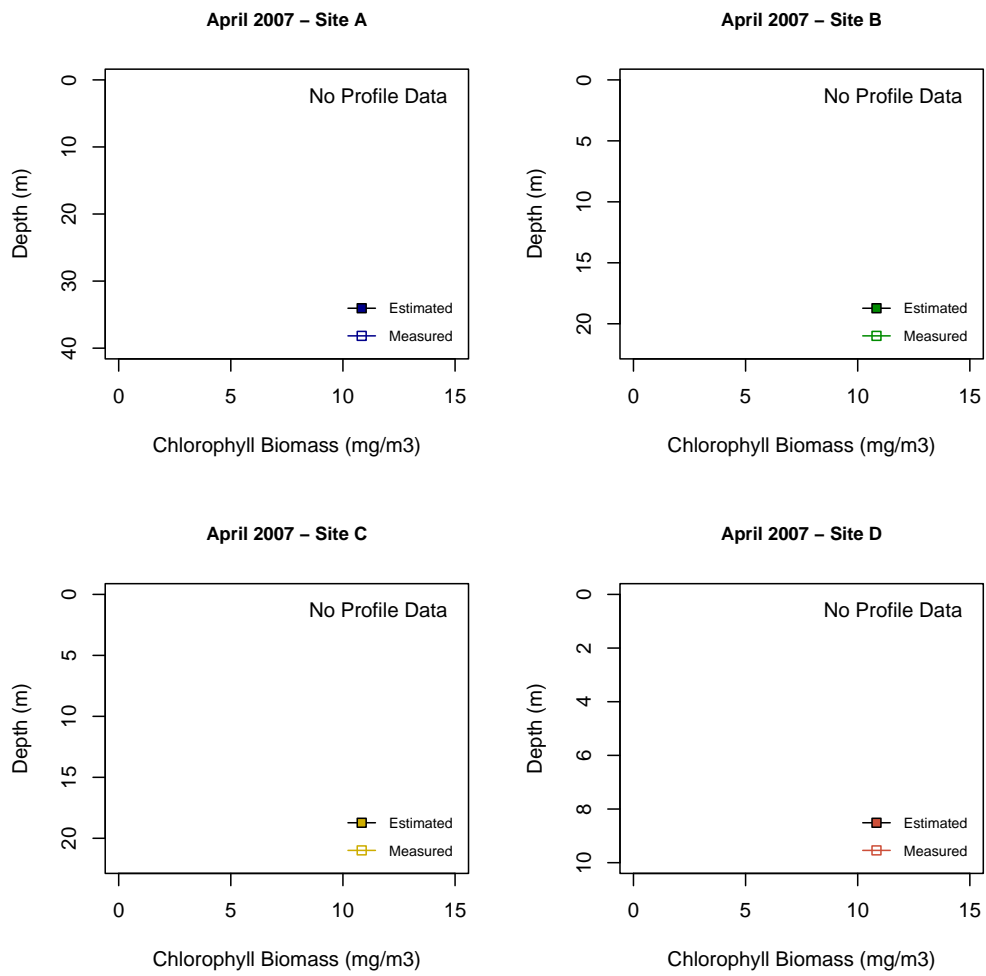 April 2007 – Site A
No Profile Data
Depth (m)
0
10
20
30
40
Estimated
Measured
0 5 10 15
Chlorophyll Biomass (mg/m3)
April 2007 – Site B
No Profile Data
Depth (m)
0
5
10
15
20
Estimated
Measured
0 5 10 15
Chlorophyll Biomass (mg/m3)
April 2007 – Site C
No Profile Data
Depth (m)
0
5
10
15
20
Estimated
Measured
0 5 10 15
Chlorophyll Biomass (mg/m3)
April 2007 – Site D
No Profile Data
Depth (m)
0
2
4
6
8
10
Estimated
Measured
0 5 10 15
Chlorophyll Biomass (mg/m3)